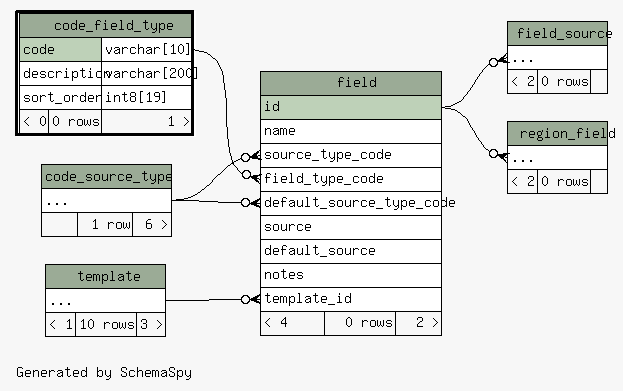 code_field_type
code varchar[10]
description varchar[200]
sort_order int8[19]
< 0 0 rows 1 >
code_source_type
...
1 row 6 >
template
...
< 1 10 rows 3 >
field
id
name
source_type_code
field_type_code
default_source_type_code
source
default_source
notes
template_id
< 4 0 rows 2 >
field_source
...
< 2 0 rows
region_field
...
< 2 0 rows
Generated by SchemaSpy